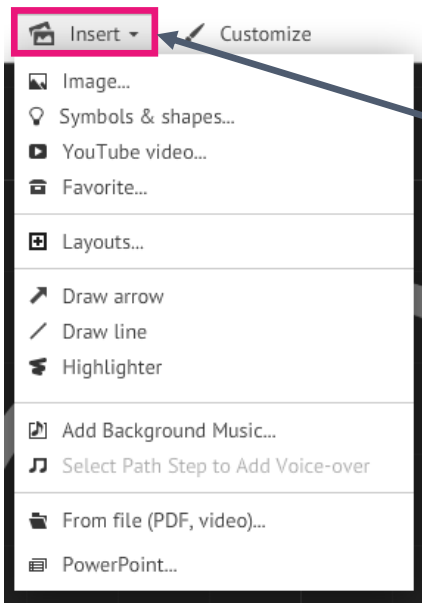 Insert Customize
Image...
Symbols & shapes...
YouTube video...
Favorite...
Layouts...
Draw arrow
Draw line
Highlighter
Add Background Music...
Select Path Step to Add Voice-over
From file (PDF, video)...
PowerPoint...